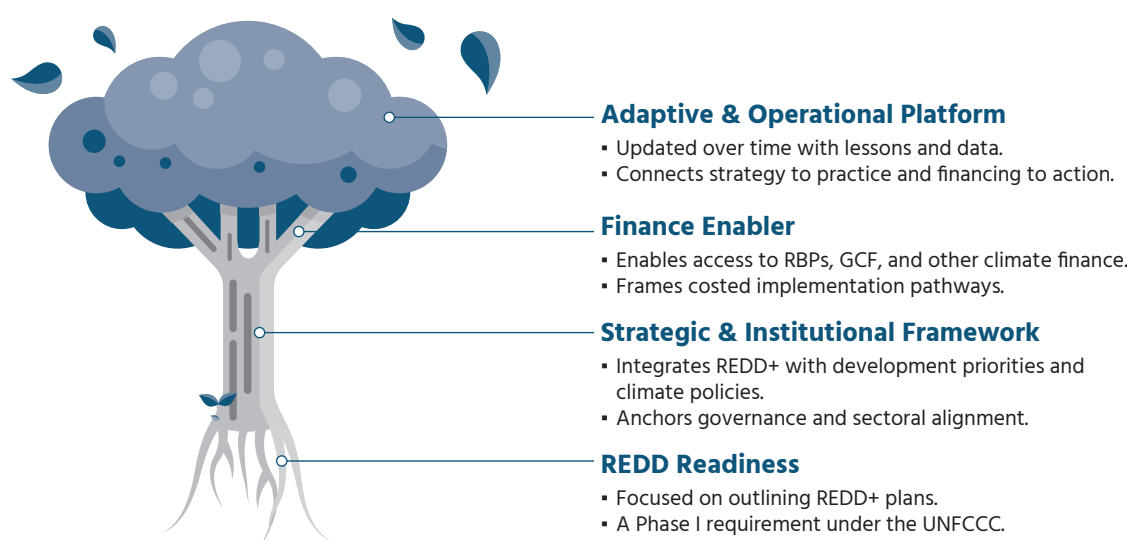 Adaptive & Operational Platform
▪ Updated over time with lessons and data.
▪ Connects strategy to practice and financing to action.
Finance Enabler
▪ Enables access to RBPs, GCF, and other climate finance.
▪ Frames costed implementation pathways.
Strategic & Institutional Framework
▪ Integrates REDD+ with development priorities and
climate policies.
▪ Anchors governance and sectoral alignment.
REDD Readiness
▪ Focused on outlining REDD+ plans.
▪ A Phase I requirement under the UNFCCC.